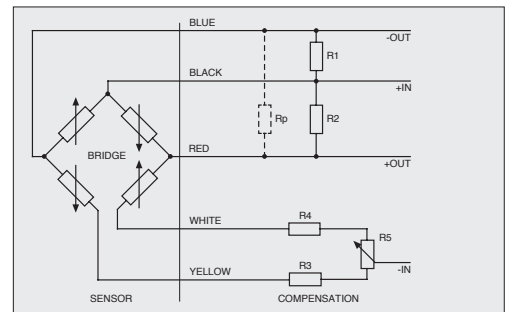 BLUE
-OUT
R1
BLACK
+IN
Rp
R2
BRIDGE
RED
+OUT
WHITE
R4
R5
-IN
YELLOW
R3
SENSOR
COMPENSATION